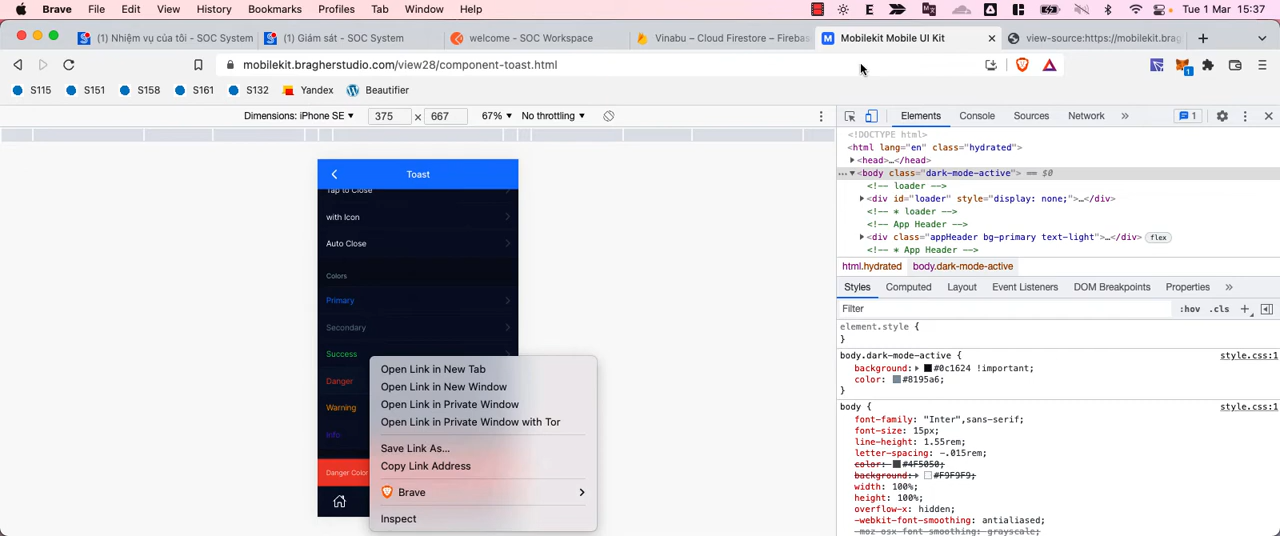 Brave File Edit View History Bookmarks Profiles Tab Window Help Tue 1 Mar 15:37
(1) Nhiệm vụ của tôi - SOC System (1) Giám sát - SOC System welcome - SOC Workspace Vinabu – Cloud Firestore – Firebas Mobilekit Mobile UI Kit view-source:https://mobilekit.brag
mobilekit.bragherstudio.com/view28/component-toast.html
S115 S151 S158 S161 S132 Yandex Beautifier
Dimensions: iPhone SE 375 × 667 67% No throttling
Elements Console Sources Network » 1
Toast
Tap to Close
with Icon
Auto Close
Colors
Primary
Secondary
Success
Danger
Warning
Info
Danger Color
Open Link in New Tab
Open Link in New Window
Open Link in Private Window
Open Link in Private Window with Tor
Save Link As...
Copy Link Address
Brave
Inspect
<!DOCTYPE html>
<html lang="en" class="hydrated">
<head>…</head>
<body class="dark-mode-active"> == $0
<!-- loader -->
<div id="loader" style="display: none;">…</div>
<!-- * loader -->
<!-- App Header -->
<div class="appHeader bg-primary text-light">…</div> flex
<!-- * App Header -->
html.hydrated body.dark-mode-active
Styles Computed Layout Event Listeners DOM Breakpoints Properties »
Filter :hov .cls +
element.style {
}
body.dark-mode-active { style.css:1
background: #0c1624 !important;
color: #8195a6;
}
body { style.css:1
font-family: "Inter",sans-serif;
font-size: 15px;
line-height: 1.55rem;
letter-spacing: -.015rem;
color: #4F5050;
background: #F9F9F9;
width: 100%;
height: 100%;
overflow-x: hidden;
-webkit-font-smoothing: antialiased;
-moz-osx-font-smoothing: grayscale;